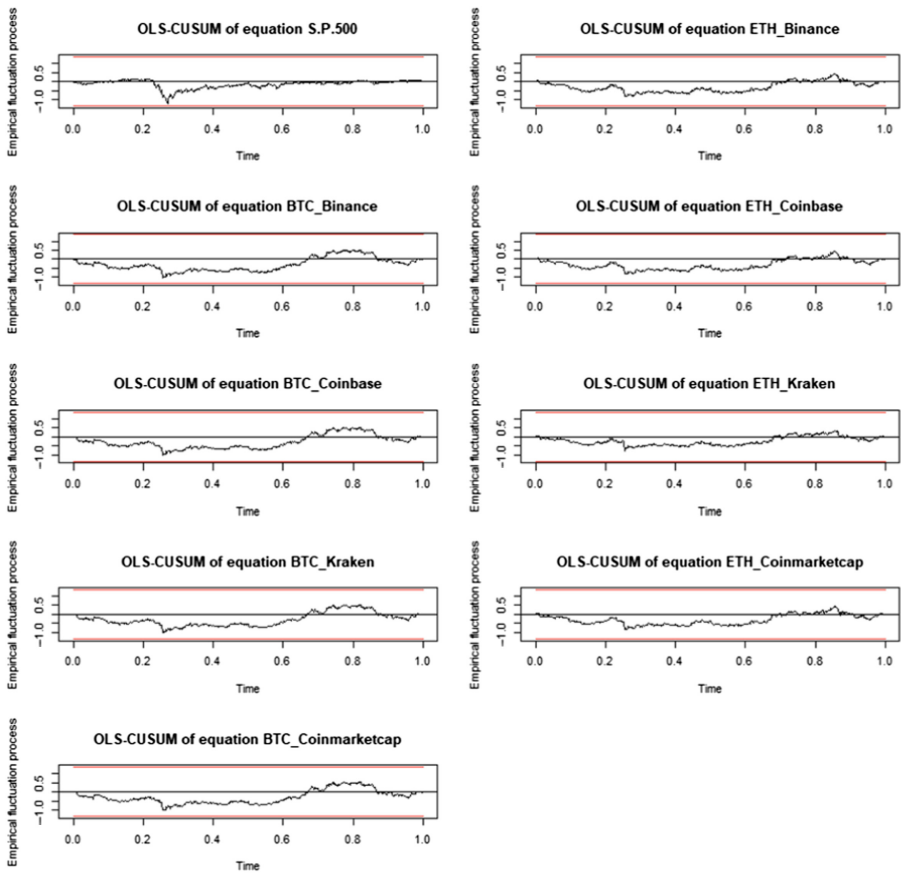 OLS-CUSUM of equation S.P.500
Empirical fluctuation process
0.5
-1.0
0.0 0.2 0.4 0.6 0.8 1.0
Time
OLS-CUSUM of equation BTC_Binance
Empirical fluctuation process
0.5
-1.0
0.0 0.2 0.4 0.6 0.8 1.0
Time
OLS-CUSUM of equation BTC_Coinbase
Empirical fluctuation process
0.5
-1.0
0.0 0.2 0.4 0.6 0.8 1.0
Time
OLS-CUSUM of equation BTC_Kraken
Empirical fluctuation process
0.5
-1.0
0.0 0.2 0.4 0.6 0.8 1.0
Time
OLS-CUSUM of equation BTC_Coinmarketcap
Empirical fluctuation process
0.5
-1.0
0.0 0.2 0.4 0.6 0.8 1.0
Time
OLS-CUSUM of equation ETH_Binance
Empirical fluctuation process
0.5
-1.0
0.0 0.2 0.4 0.6 0.8 1.0
Time
OLS-CUSUM of equation ETH_Coinbase
Empirical fluctuation process
0.5
-1.0
0.0 0.2 0.4 0.6 0.8 1.0
Time
OLS-CUSUM of equation ETH_Kraken
Empirical fluctuation process
0.5
-1.0
0.0 0.2 0.4 0.6 0.8 1.0
Time
OLS-CUSUM of equation ETH_Coinmarketcap
Empirical fluctuation process
0.5
-1.0
0.0 0.2 0.4 0.6 0.8 1.0
Time